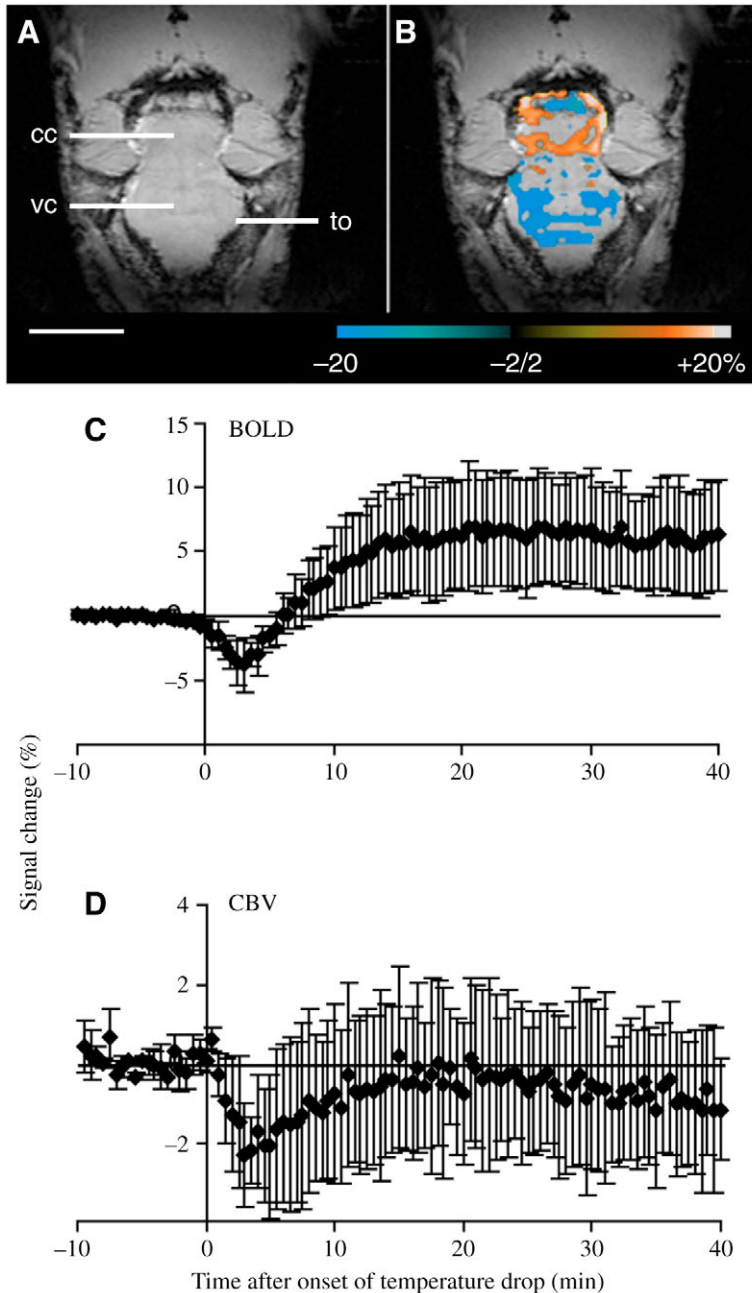 A
B
cc
vc
to
–20
–2/2
+20%
C
BOLD
15
10
5
–5
–10
0
10
20
30
40
Signal change (%)
D
CBV
4
2
–2
–10
0
10
20
30
40
Time after onset of temperature drop (min)